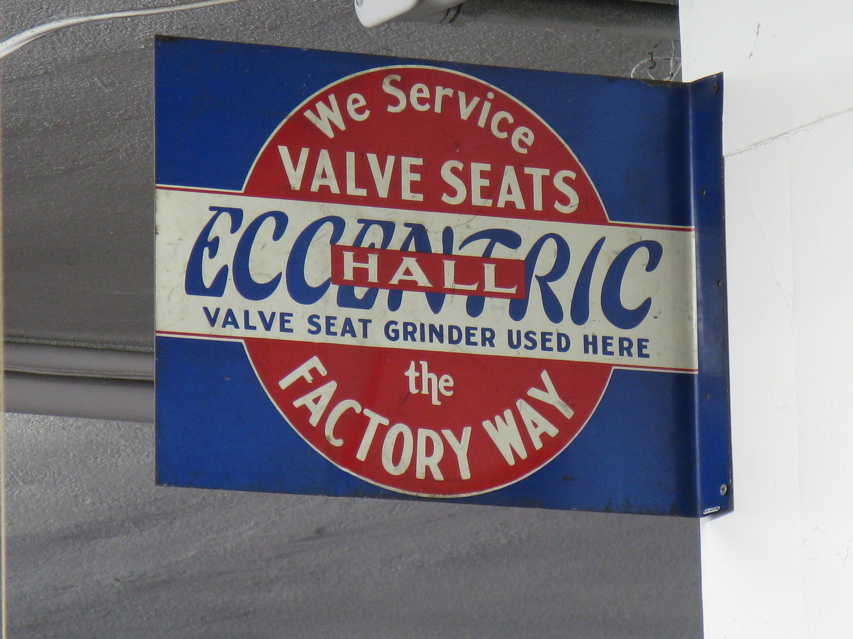 We Service
VALVE SEATS
ECCENTRIC
HALL
VALVE SEAT GRINDER USED HERE
the
FACTORY WAY